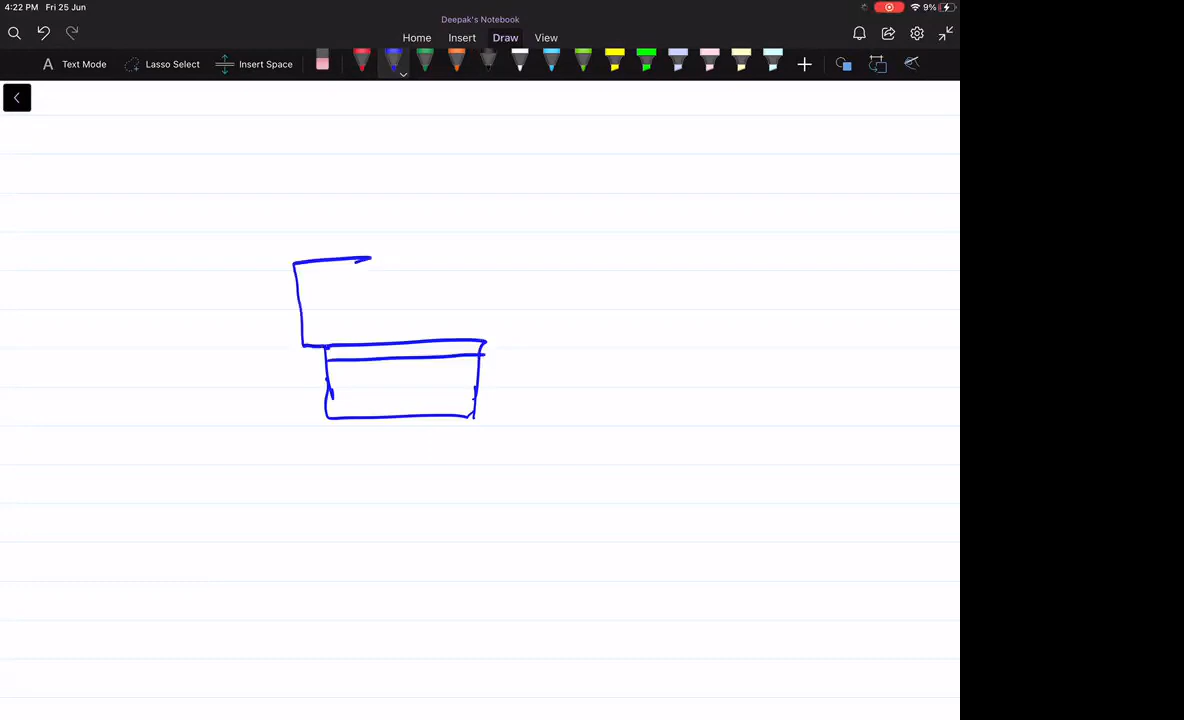 4:22 PM Fri 25 Jun
9%
Deepak's Notebook
Home Insert Draw View
Text Mode Lasso Select Insert Space